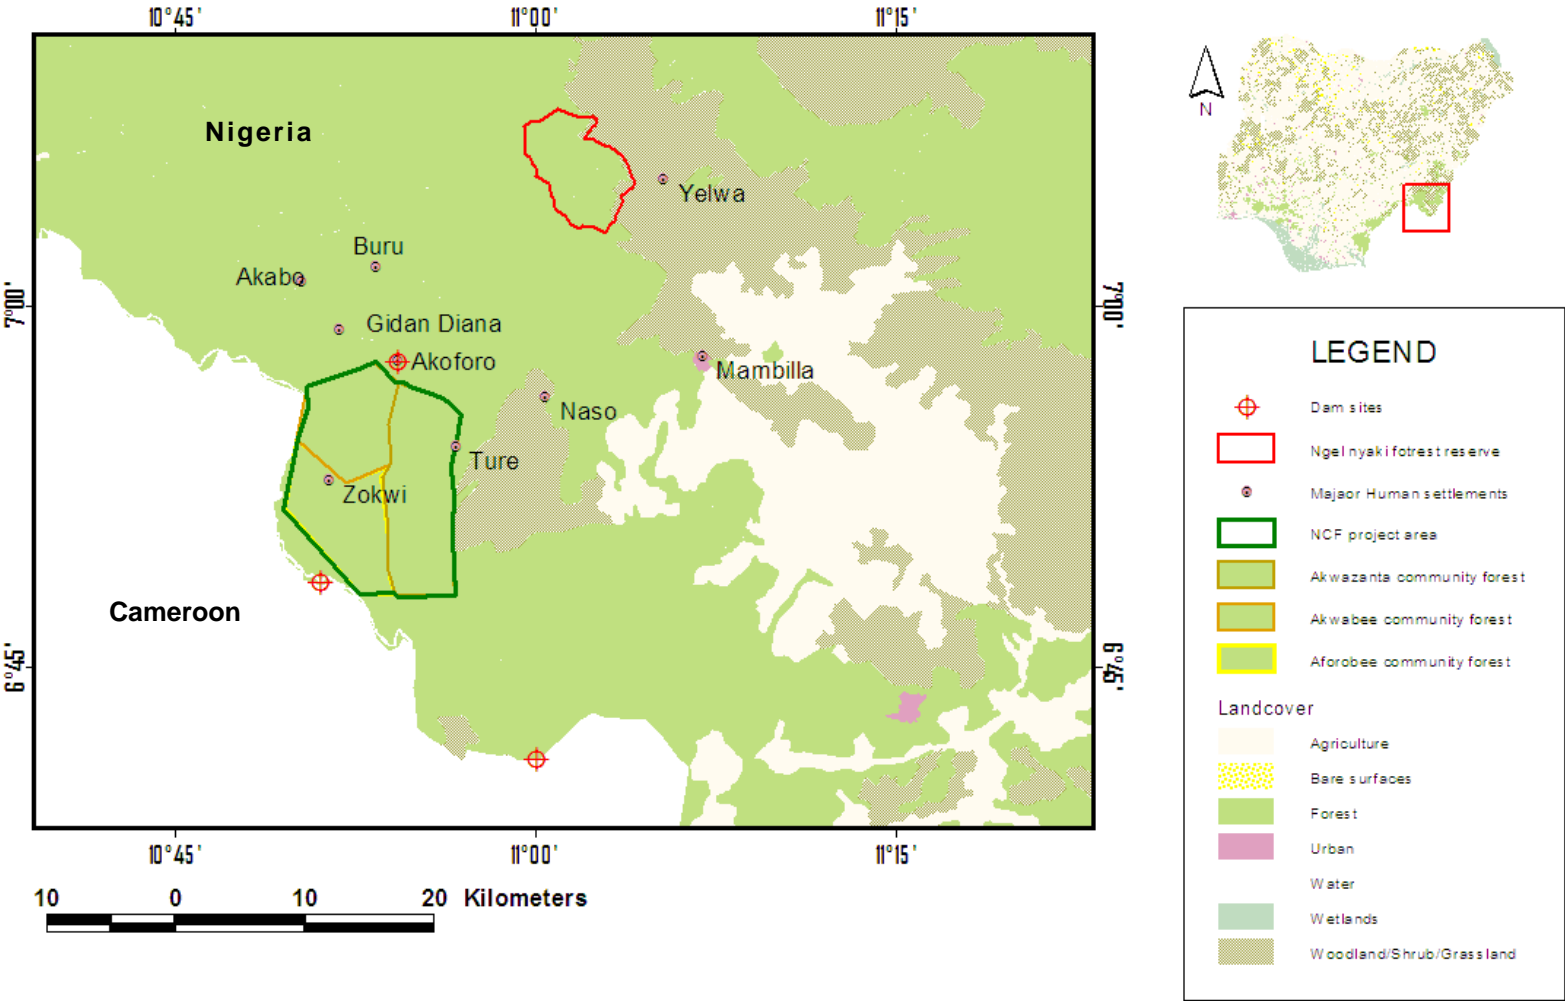 10°45'
11°00'
11°15'
Nigeria
Yelwa
Buru
Akabo
7°00'
7°00'
Gidan Diana
Akoforo
Mambilla
Naso
Ture
Zokwi
Cameroon
6°45'
6°45'
10°45'
11°00'
11°15'
10 0 10 20 Kilometers
N
LEGEND
Dam sites
Ngel nyaki fotrest reserve
Majaor Human settlements
NCF project area
Akwazanta community forest
Akwabee community forest
Aforobee community forest
Landcover
Agriculture
Bare surfaces
Forest
Urban
Water
Wetlands
Woodland/Shrub/Grassland